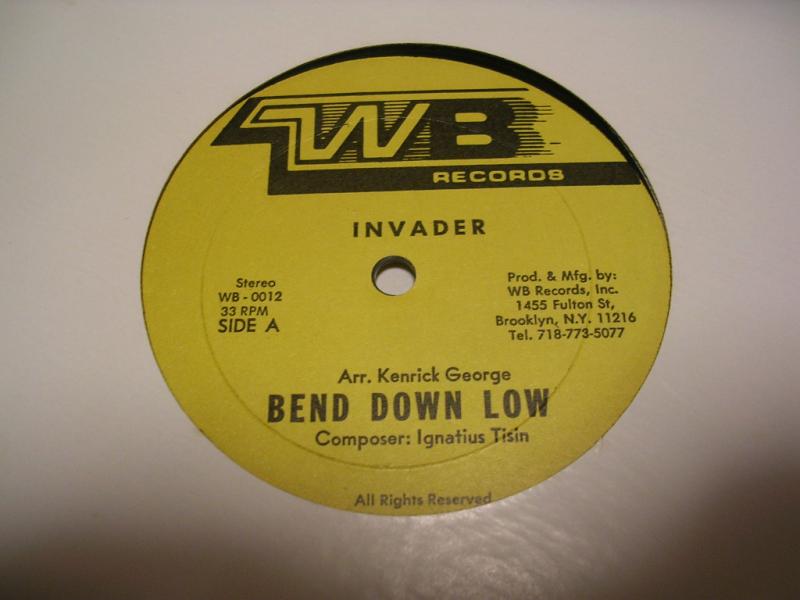 WB
RECORDS
INVADER
Stereo
WB - 0012
33 RPM
SIDE A
Prod. & Mfg. by:
WB Records, Inc.
1455 Fulton St,
Brooklyn, N.Y. 11216
Tel. 718-773-5077
Arr. Kenrick George
BEND DOWN LOW
Composer: Ignatius Tisin
All Rights Reserved